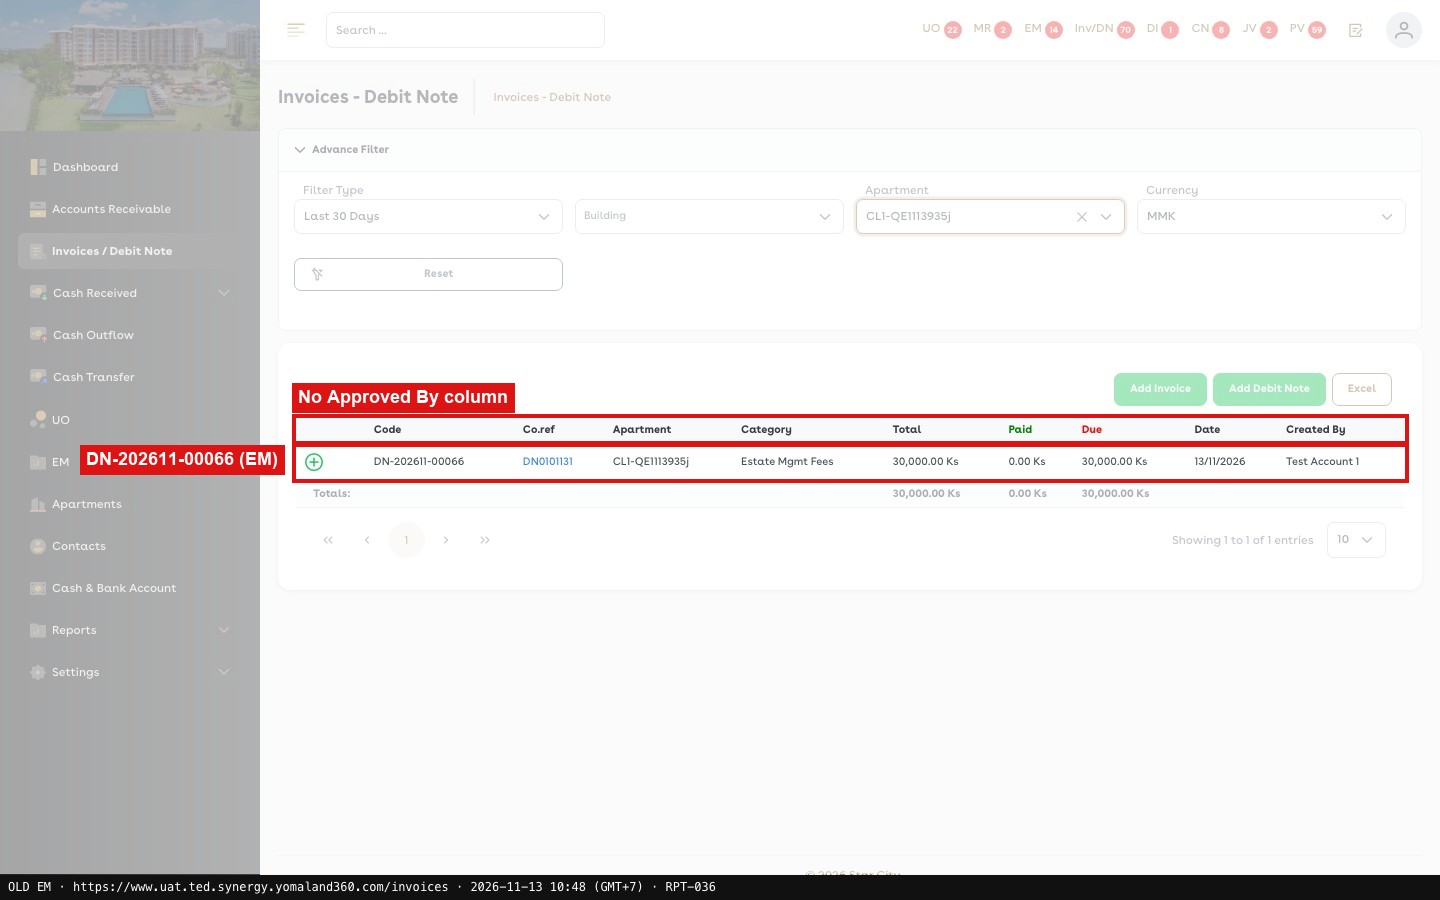 Search ...
UO 22 MR 2 EM 14 Inv/DN 70 DI 1 CN 8 JV 2 PV 59
Invoices - Debit Note
Invoices - Debit Note
Dashboard
Accounts Receivable
Invoices / Debit Note
Cash Received
Cash Outflow
Cash Transfer
UO
EM
Apartments
Contacts
Cash & Bank Account
Reports
Settings
Advance Filter
Filter Type
Last 30 Days
Building
Apartment
CL1-QE1113935j
Currency
MMK
Reset
Add Invoice
Add Debit Note
Excel
No Approved By column
Code Co.ref Apartment Category Total Paid Due Date Created By
DN-202611-00066 (EM)
DN-202611-00066 DN0101131 CL1-QE1113935j Estate Mgmt Fees 30,000.00 Ks 0.00 Ks 30,000.00 Ks 13/11/2026 Test Account 1
Totals: 30,000.00 Ks 0.00 Ks 30,000.00 Ks
1
Showing 1 to 1 of 1 entries 10
© 2026 Star City
OLD EM · https://www.uat.ted.synergy.yomaland360.com/invoices · 2026-11-13 10:48 (GMT+7) · RPT-036